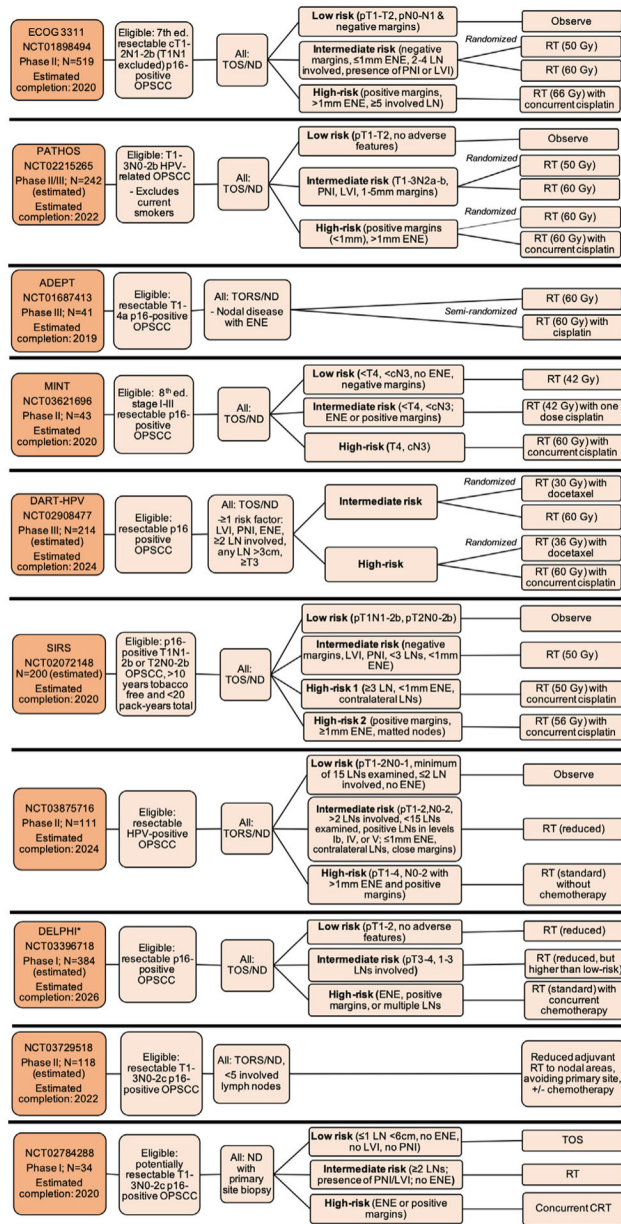 ECOG 3311
NCT01898494
Phase II; N=519
Estimated
completion: 2020
Eligible: 7th ed.
resectable cT1-
2N1-2b (T1N1
excluded) p16-
positive OPSCC
All:
TOS/ND
Low risk (pT1-T2, pN0-N1 &
negative margins)
Observe
Intermediate risk (negative
margins, ≤1mm ENE, 2-4 LN
involved, presence of PNI or LVI)
Randomized
RT (50 Gy)
RT (60 Gy)
High-risk (positive margins,
>1mm ENE, ≥5 involved LN)
RT (66 Gy) with
concurrent cisplatin
PATHOS
NCT02215265
Phase II/III; N=242
(estimated)
Estimated
completion: 2022
Eligible: T1-
3N0-2b HPV-
related OPSCC
- Excludes
current
smokers
All:
TOS/ND
Low risk (pT1-T2, no adverse
features)
Observe
Intermediate risk (T1-3N2a-b,
PNI, LVI, 1-5mm margins)
Randomized
RT (50 Gy)
RT (60 Gy)
High-risk (positive margins
(<1mm), >1mm ENE)
Randomized
RT (60 Gy)
RT (60 Gy) with
concurrent cisplatin
ADEPT
NCT01687413
Phase III; N=41
Estimated
completion: 2019
Eligible:
resectable T1-
4a p16-positive
OPSCC
All: TORS/ND
- Nodal disease
with ENE
Semi-randomized
RT (60 Gy)
RT (60 Gy) with
cisplatin
MINT
NCT03621696
Phase II; N=43
Estimated
completion: 2020
Eligible: 8th ed.
stage I-III
resectable p16-
positive OPSCC
All:
TOS/ND
Low risk (<T4, <cN3, no ENE,
negative margins)
RT (42 Gy)
Intermediate risk (<T4, <cN3;
ENE or positive margins)
RT (42 Gy) with one
dose cisplatin
High-risk (T4, cN3)
RT (60 Gy) with
concurrent cisplatin
DART-HPV
NCT02908477
Phase III; N=214
(estimated)
Estimated
completion: 2024
Eligible:
resectable p16
positive OPSCC
All: TOS/ND
-≥1 risk factor:
LVI, PNI, ENE,
≥2 LN involved,
any LN >3cm,
≥T3
Intermediate risk
Randomized
RT (30 Gy) with
docetaxel
RT (60 Gy)
High-risk
Randomized
RT (36 Gy) with
docetaxel
RT (60 Gy) with
concurrent cisplatin
SIRS
NCT02072148
N=200 (estimated)
Estimated
completion: 2020
Eligible: p16-
positive T1N1-
2b or T2N0-2b
OPSCC, >10
years tobacco
free and <20
pack-years total
All:
TOS/ND
Low risk (pT1N1-2b, pT2N0-2b)
Observe
Intermediate risk (negative
margins, LVI, PNI, <3 LNs, <1mm
ENE)
RT (50 Gy)
High-risk 1 (≥3 LN, <1mm ENE,
contralateral LNs)
RT (50 Gy) with
concurrent cisplatin
High-risk 2 (positive margins,
≥1mm ENE, matted nodes)
RT (56 Gy) with
concurrent cisplatin
NCT03875716
Phase II; N=111
Estimated
completion: 2024
Eligible:
resectable
HPV-positive
OPSCC
All:
TORS/ND
Low risk (pT1-2N0-1, minimum
of 15 LNs examined, ≤2 LN
involved, no ENE)
Observe
Intermediate risk (pT1-2,N0-2,
>2 LNs involved, <15 LNs
examined, positive LNs in levels
Ib, IV, or V; ≤1mm ENE,
contralateral LNs, close margins)
RT (reduced)
High-risk (pT1-4, N0-2 with
>1mm ENE and positive
margins)
RT (standard)
without
chemotherapy
DELPHI*
NCT03396718
Phase I; N=384
(estimated)
Estimated
completion: 2026
Eligible:
resectable p16-
positive OPSCC
All:
TOS/ND
Low risk (pT1-2, no adverse
features)
RT (reduced)
Intermediate risk (pT3-4, 1-3
LNs involved)
RT (reduced, but
higher than low-risk)
High-risk (ENE, positive
margins, or multiple LNs)
RT (standard) with
concurrent
chemotherapy
NCT03729518
Phase II; N=118
(estimated)
Estimated
completion: 2022
Eligible:
resectable T1-
3N0-2c p16-
positive OPSCC
All: TORS/ND,
<5 involved
lymph nodes
Reduced adjuvant
RT to nodal areas,
avoiding primary site,
+/- chemotherapy
NCT02784288
Phase I; N=34
Estimated
completion: 2020
Eligible:
potentially
resectable T1-
3N0-2c p16-
positive OPSCC
All: ND
with
primary
site biopsy
Low risk (≤1 LN <6cm, no ENE,
no LVI, no PNI)
TOS
Intermediate risk (≥2 LNs;
presence of PNI/LVI; no ENE)
RT
High-risk (ENE or positive
margins)
Concurrent CRT